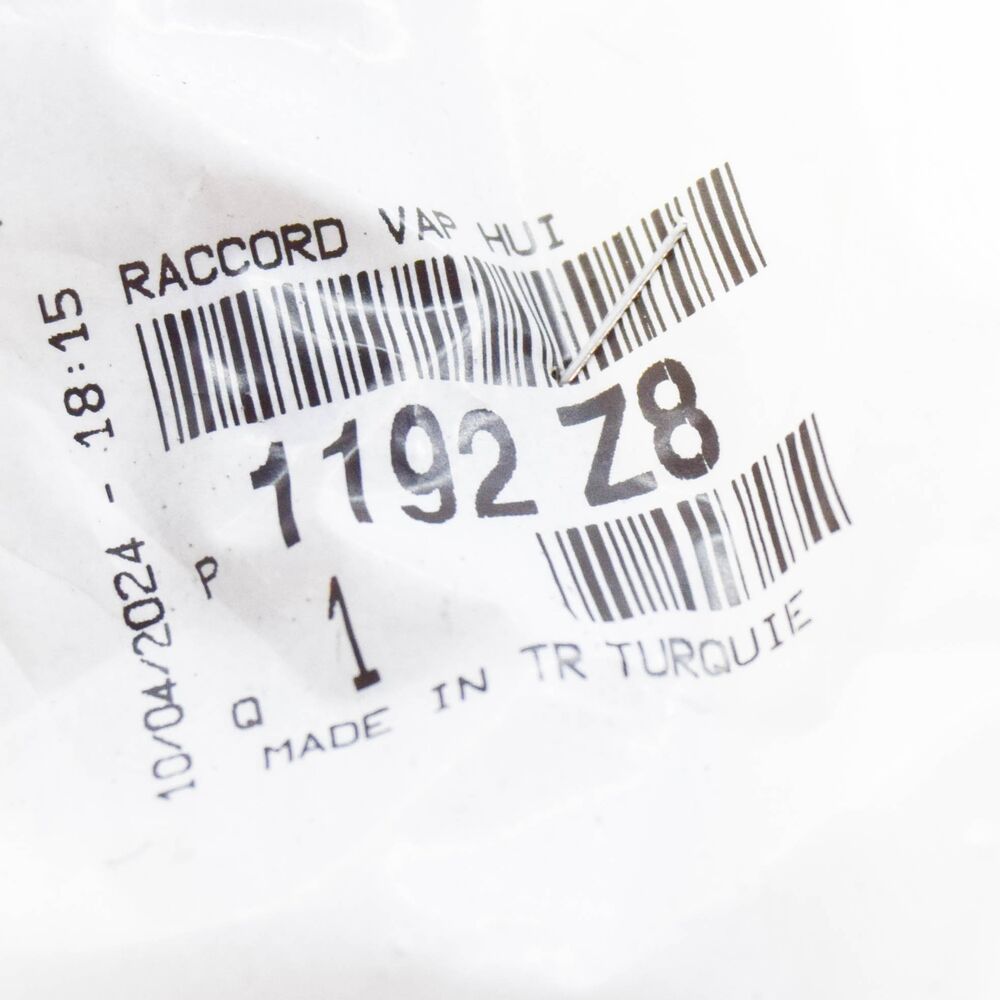 RACCORD VAP HUI
P 1192 Z8
Q 1
MADE IN TR TURQUIE
10/04/2024 - 18:15